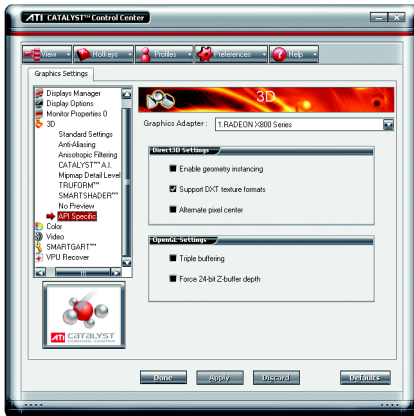 ATI CATALYST™ Control Center
View Hotkeys Profiles Preferences Help
Graphics Settings
Displays Manager
Display Options
Monitor Properties 0
3D
Standard Settings
Anti-Aliasing
Anisotropic Filtering
CATALYST™ A.I.
Mipmap Detail Level
TRUFORM™
SMARTSHADER™
No Preview
API Specific
Color
Video
SMARTGART™
VPU Recover
ATI CATALYST
CONTROL CENTER
3D
Graphics Adapter : 1.RADEON X800 Series
Direct3D Settings
Enable geometry instancing
Support DXT texture formats
Alternate pixel center
OpenGL Settings
Triple buffering
Force 24-bit Z-buffer depth
Done Apply Discard Defaults